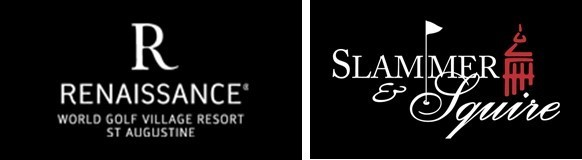 R
RENAISSANCE®
WORLD GOLF VILLAGE RESORT
ST AUGUSTINE
SLAMMER
& Squire